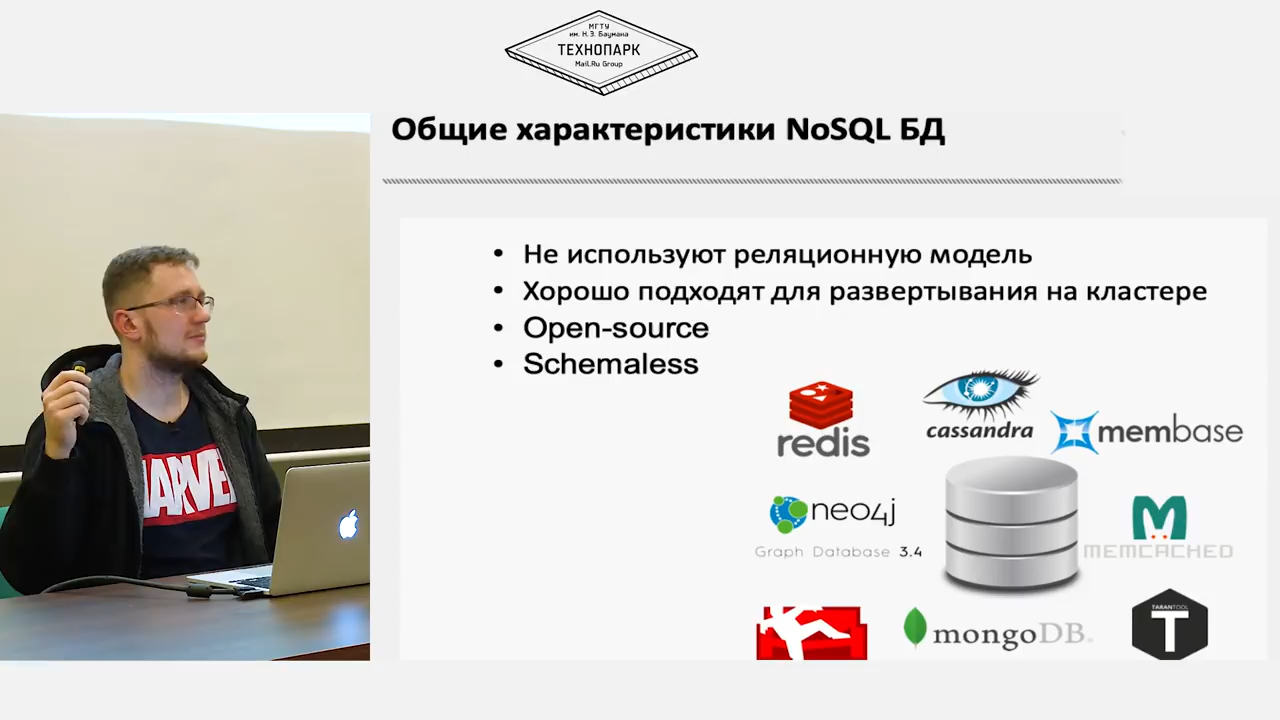 МГТУ
им. Н.Э. Баумана
ТЕХНОПАРК
Mail.Ru Group
Общие характеристики NoSQL БД
• Не используют реляционную модель
• Хорошо подходят для развертывания на кластере
• Open-source
• Schemaless
redis
cassandra
membase
neo4j
Graph Database 3.4
MEMCACHED
mongoDB
TARANTOOL
T
MARVEL